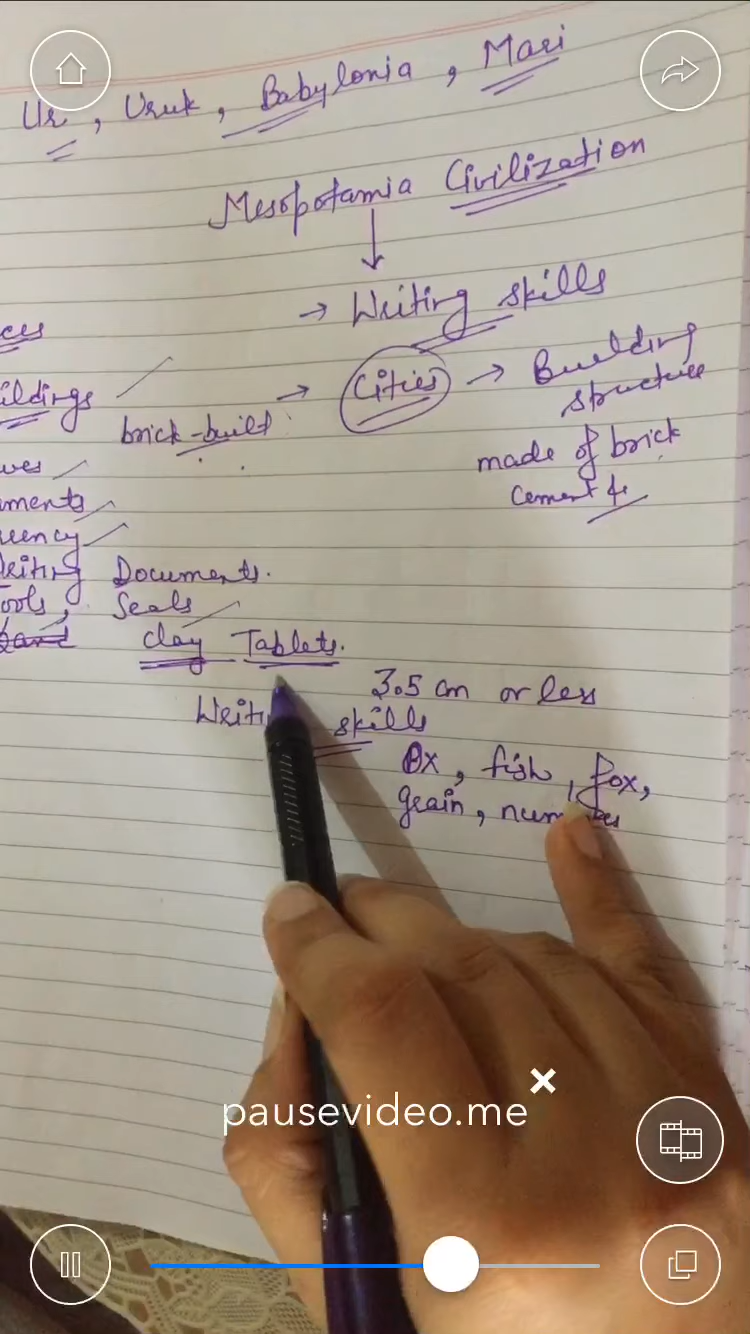 Ur, Uruk, Babylonia, Mari
Mesopotamia Civilization
→ Writing skills
→ Cities → Building
structure
brick-built
made of brick
cement &
Documents.
Seals
clay Tablets.
3.5 cm or less
skills
Ox, fish, fox,
grain,
pausevideo.me